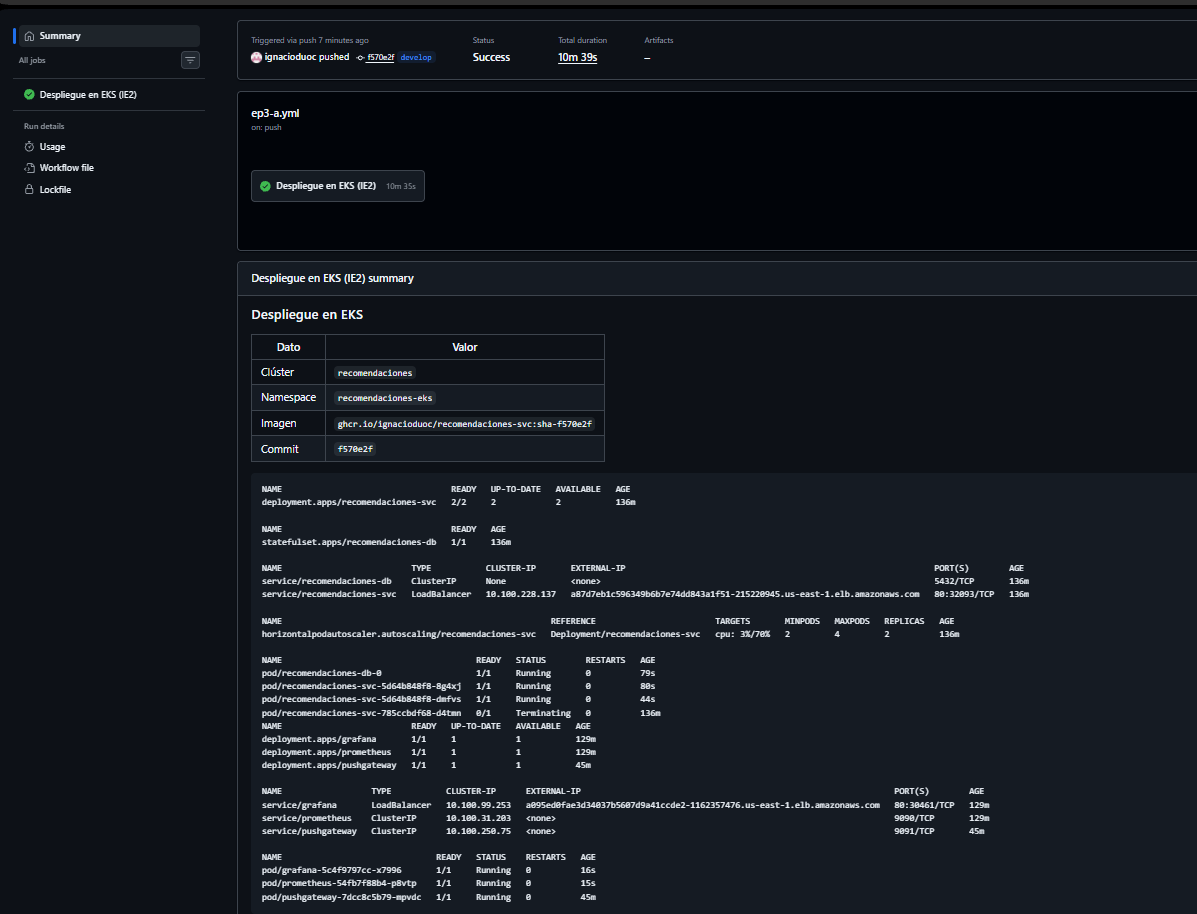 Summary
All jobs
Despliegue en EKS (IE2)
Run details
Usage
Workflow file
Lockfile
Triggered via push 7 minutes ago
ignacioduoc pushed f570e2f develop
Status
Success
Total duration
10m 39s
Artifacts
–
ep3-a.yml
on: push
Despliegue en EKS (IE2) 10m 35s
Despliegue en EKS (IE2) summary
Despliegue en EKS
Dato Valor
Clúster recomendaciones
Namespace recomendaciones-eks
Imagen ghcr.io/ignacioduoc/recomendaciones-svc:sha-f570e2f
Commit f570e2f
NAME READY UP-TO-DATE AVAILABLE AGE
deployment.apps/recomendaciones-svc 2/2 2 2 136m
NAME READY AGE
statefulset.apps/recomendaciones-db 1/1 136m
NAME TYPE CLUSTER-IP EXTERNAL-IP PORT(S) AGE
service/recomendaciones-db ClusterIP None <none> 5432/TCP 136m
service/recomendaciones-svc LoadBalancer 10.100.228.137 a87d7eb1c596349b6b7e74dd843a1f51-215220945.us-east-1.elb.amazonaws.com 80:32093/TCP 136m
NAME REFERENCE TARGETS MINPODS MAXPODS REPLICAS AGE
horizontalpodautoscaler.autoscaling/recomendaciones-svc Deployment/recomendaciones-svc cpu: 3%/70% 2 4 2 136m
NAME READY STATUS RESTARTS AGE
pod/recomendaciones-db-0 1/1 Running 0 79s
pod/recomendaciones-svc-5d64b848f8-8g4xj 1/1 Running 0 80s
pod/recomendaciones-svc-5d64b848f8-dmfvs 1/1 Running 0 44s
pod/recomendaciones-svc-785ccbdf68-d4tmn 0/1 Terminating 0 136m
NAME READY UP-TO-DATE AVAILABLE AGE
deployment.apps/grafana 1/1 1 1 129m
deployment.apps/prometheus 1/1 1 1 129m
deployment.apps/pushgateway 1/1 1 1 45m
NAME TYPE CLUSTER-IP EXTERNAL-IP PORT(S) AGE
service/grafana LoadBalancer 10.100.99.253 a095ed0fae3d34037b5607d9a41ccde2-1162357476.us-east-1.elb.amazonaws.com 80:30461/TCP 129m
service/prometheus ClusterIP 10.100.31.203 <none> 9090/TCP 129m
service/pushgateway ClusterIP 10.100.250.75 <none> 9091/TCP 45m
NAME READY STATUS RESTARTS AGE
pod/grafana-5c4f9797cc-x7996 1/1 Running 0 16s
pod/prometheus-54fb7f88b4-p8vtp 1/1 Running 0 15s
pod/pushgateway-7dcc8c5b79-mpvdc 1/1 Running 0 45m